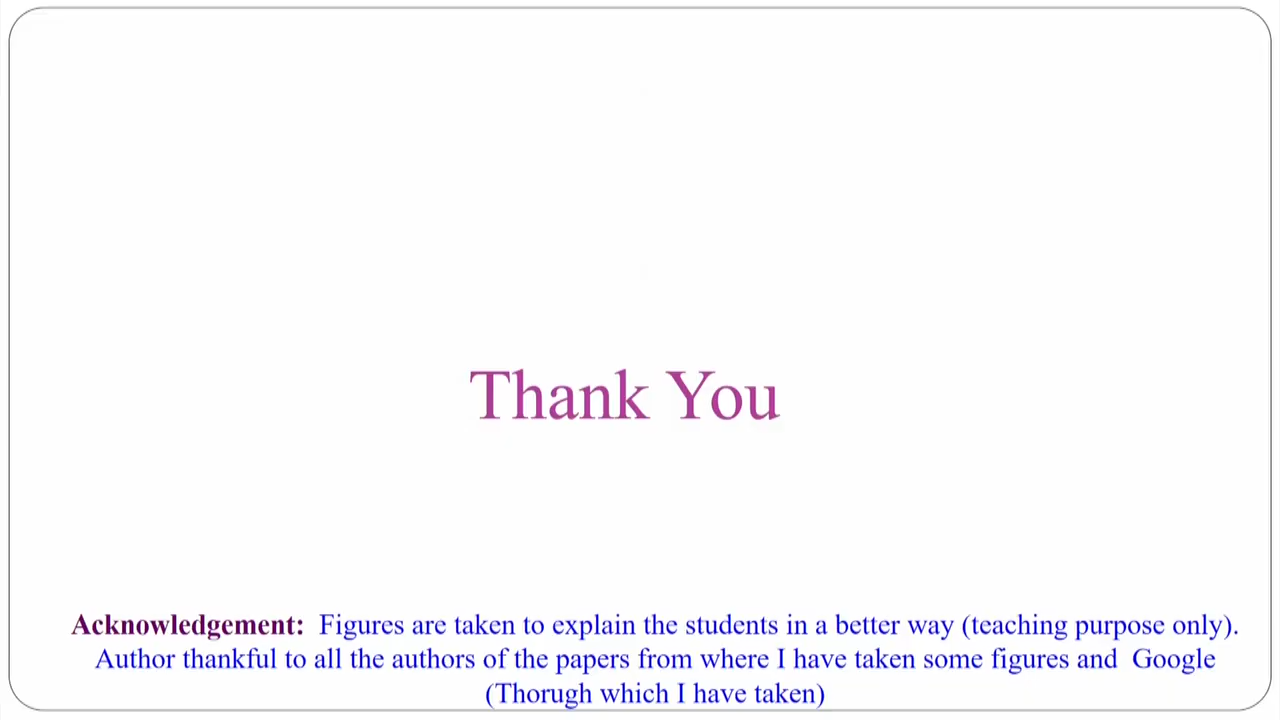 Thank You
Acknowledgement: Figures are taken to explain the students in a better way (teaching purpose only).
Author thankful to all the authors of the papers from where I have taken some figures and Google
(Thorugh which I have taken)